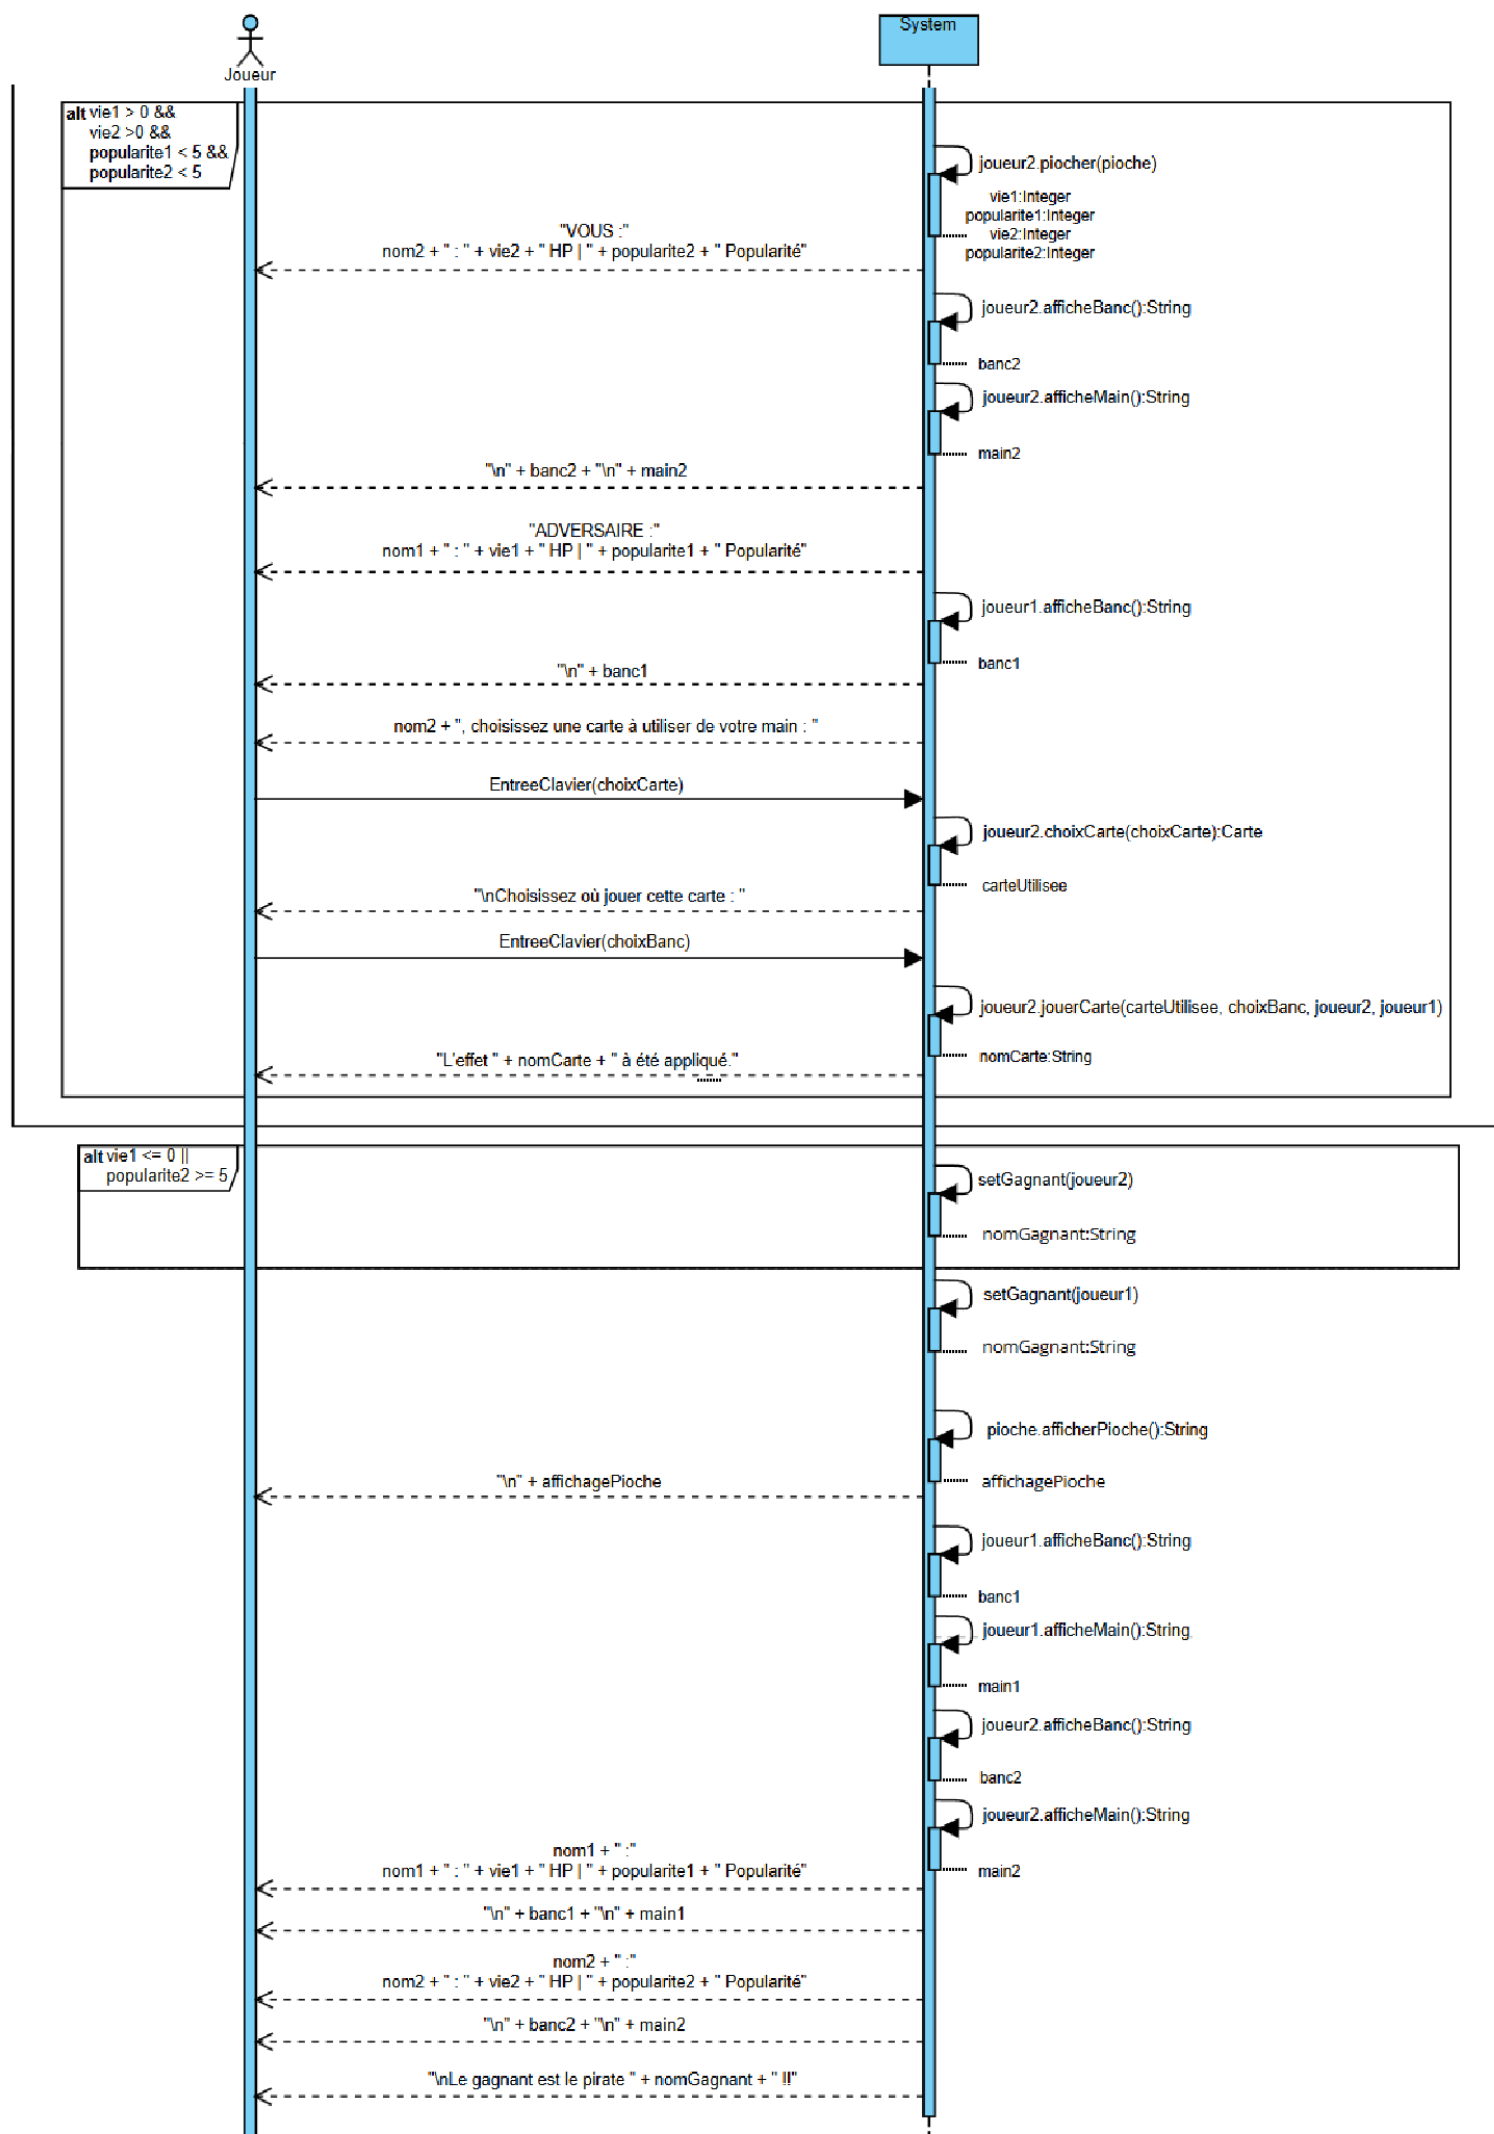 System
Joueur
alt vie1 > 0 &&
vie2 >0 &&
popularite1 < 5 &&
popularite2 < 5
joueur2.piocher(pioche)
vie1:Integer
popularite1:Integer
vie2:Integer
popularite2:Integer
"VOUS :"
nom2 + " : " + vie2 + " HP | " + popularite2 + " Popularité"
joueur2.afficheBanc():String
banc2
joueur2.afficheMain():String
main2
"\n" + banc2 + "\n" + main2
"ADVERSAIRE :"
nom1 + " : " + vie1 + " HP | " + popularite1 + " Popularité"
joueur1.afficheBanc():String
banc1
"\n" + banc1
nom2 + ", choisissez une carte à utiliser de votre main : "
EntreeClavier(choixCarte)
joueur2.choixCarte(choixCarte):Carte
carteUtilisee
"\nChoisissez où jouer cette carte : "
EntreeClavier(choixBanc)
joueur2.jouerCarte(carteUtilisee, choixBanc, joueur2, joueur1)
nomCarte:String
"L'effet " + nomCarte + " à été appliqué."
alt vie1 <= 0 ||
popularite2 >= 5
setGagnant(joueur2)
nomGagnant:String
setGagnant(joueur1)
nomGagnant:String
pioche.afficherPioche():String
affichagePioche
"\n" + affichagePioche
joueur1.afficheBanc():String
banc1
joueur1.afficheMain():String
main1
joueur2.afficheBanc():String
banc2
joueur2.afficheMain():String
main2
nom1 + " :"
nom1 + " : " + vie1 + " HP | " + popularite1 + " Popularité"
"\n" + banc1 + "\n" + main1
nom2 + " :"
nom2 + " : " + vie2 + " HP | " + popularite2 + " Popularité"
"\n" + banc2 + "\n" + main2
"\nLe gagnant est le pirate " + nomGagnant + " !!"